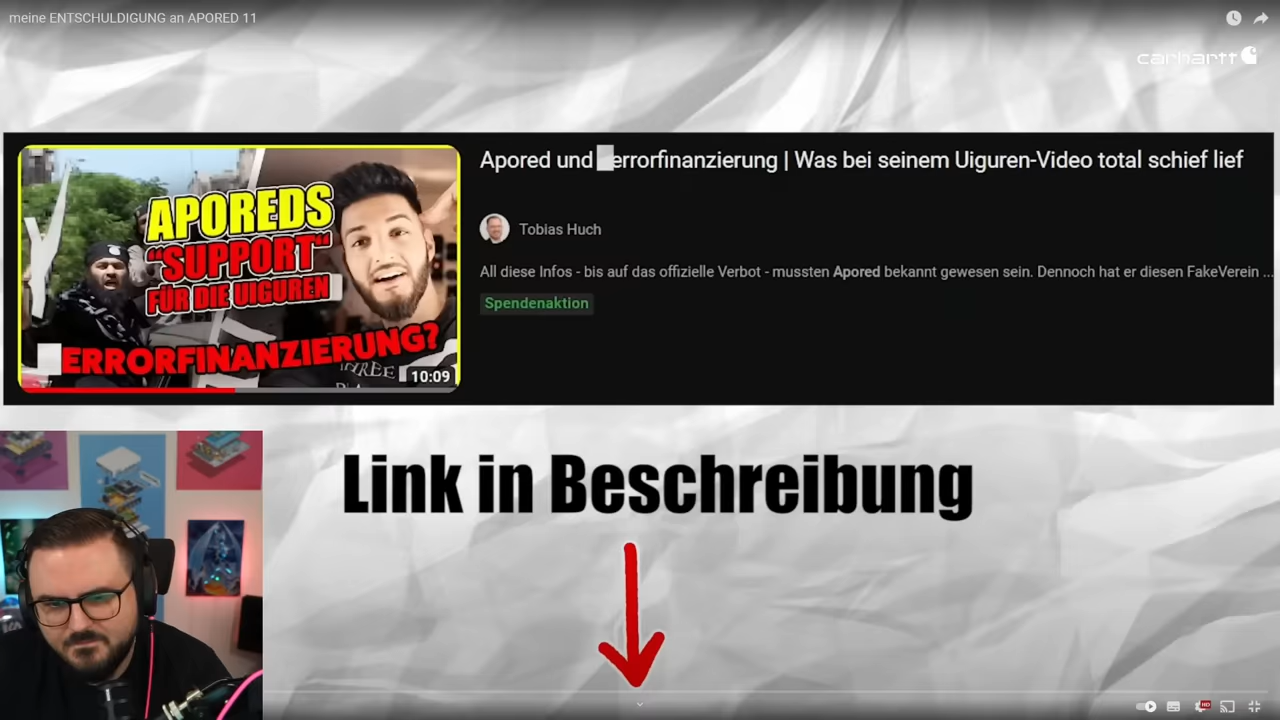 meine ENTSCHULDIGUNG an APORED 11
carhartt
Apored und errorfinanzierung | Was bei seinem Uiguren-Video total schief lief
APOREDS
"SUPPORT"
FÜR DIE UIGUREN
ERRORFINANZIERUNG?
10:09
Tobias Huch
All diese Infos - bis auf das offizielle Verbot - mussten Apored bekannt gewesen sein. Dennoch hat er diesen FakeVerein ...
Spendenaktion
Link in Beschreibung
HD